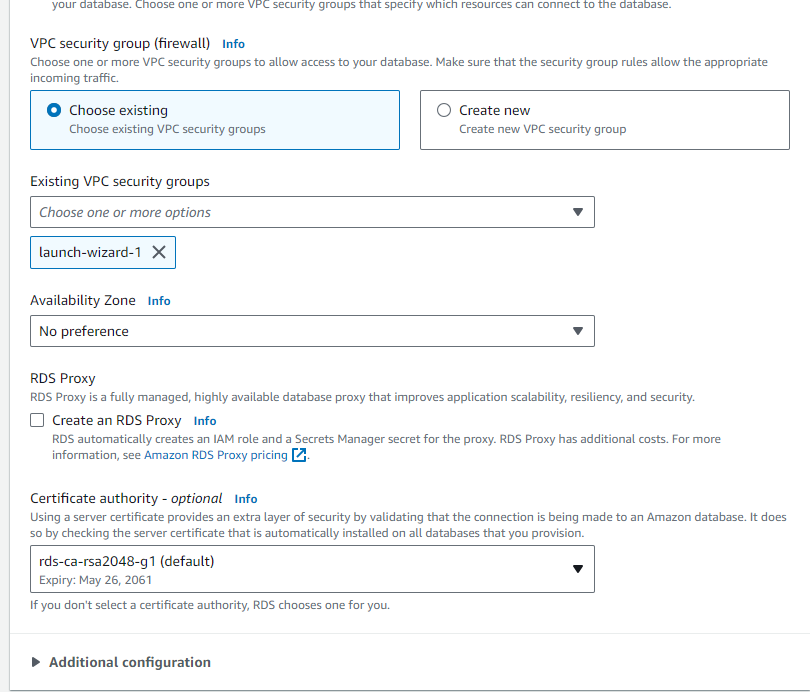 your database. Choose one or more VPC security groups that specify which resources can connect to the database.
VPC security group (firewall) Info
Choose one or more VPC security groups to allow access to your database. Make sure that the security group rules allow the appropriate
incoming traffic.
Choose existing
Choose existing VPC security groups
Create new
Create new VPC security group
Existing VPC security groups
Choose one or more options
launch-wizard-1
Availability Zone Info
No preference
RDS Proxy
RDS Proxy is a fully managed, highly available database proxy that improves application scalability, resiliency, and security.
Create an RDS Proxy Info
RDS automatically creates an IAM role and a Secrets Manager secret for the proxy. RDS Proxy has additional costs. For more
information, see Amazon RDS Proxy pricing.
Certificate authority - optional Info
Using a server certificate provides an extra layer of security by validating that the connection is being made to an Amazon database. It does
so by checking the server certificate that is automatically installed on all databases that you provision.
rds-ca-rsa2048-g1 (default)
Expiry: May 26, 2061
If you don't select a certificate authority, RDS chooses one for you.
Additional configuration